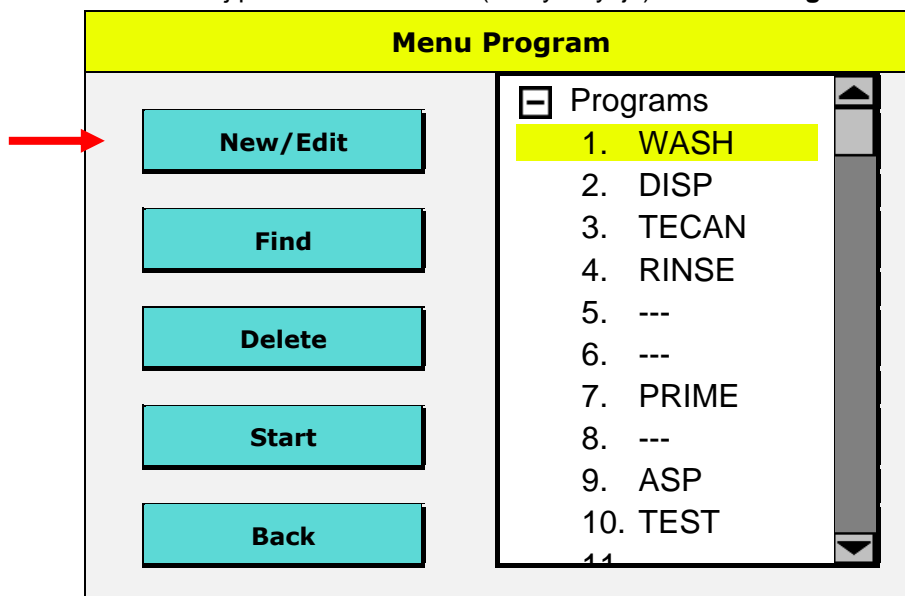 Menu Program
New/Edit
Find
Delete
Start
Back
Programs
1. WASH
2. DISP
3. TECAN
4. RINSE
5. ---
6. ---
7. PRIME
8. ---
9. ASP
10. TEST